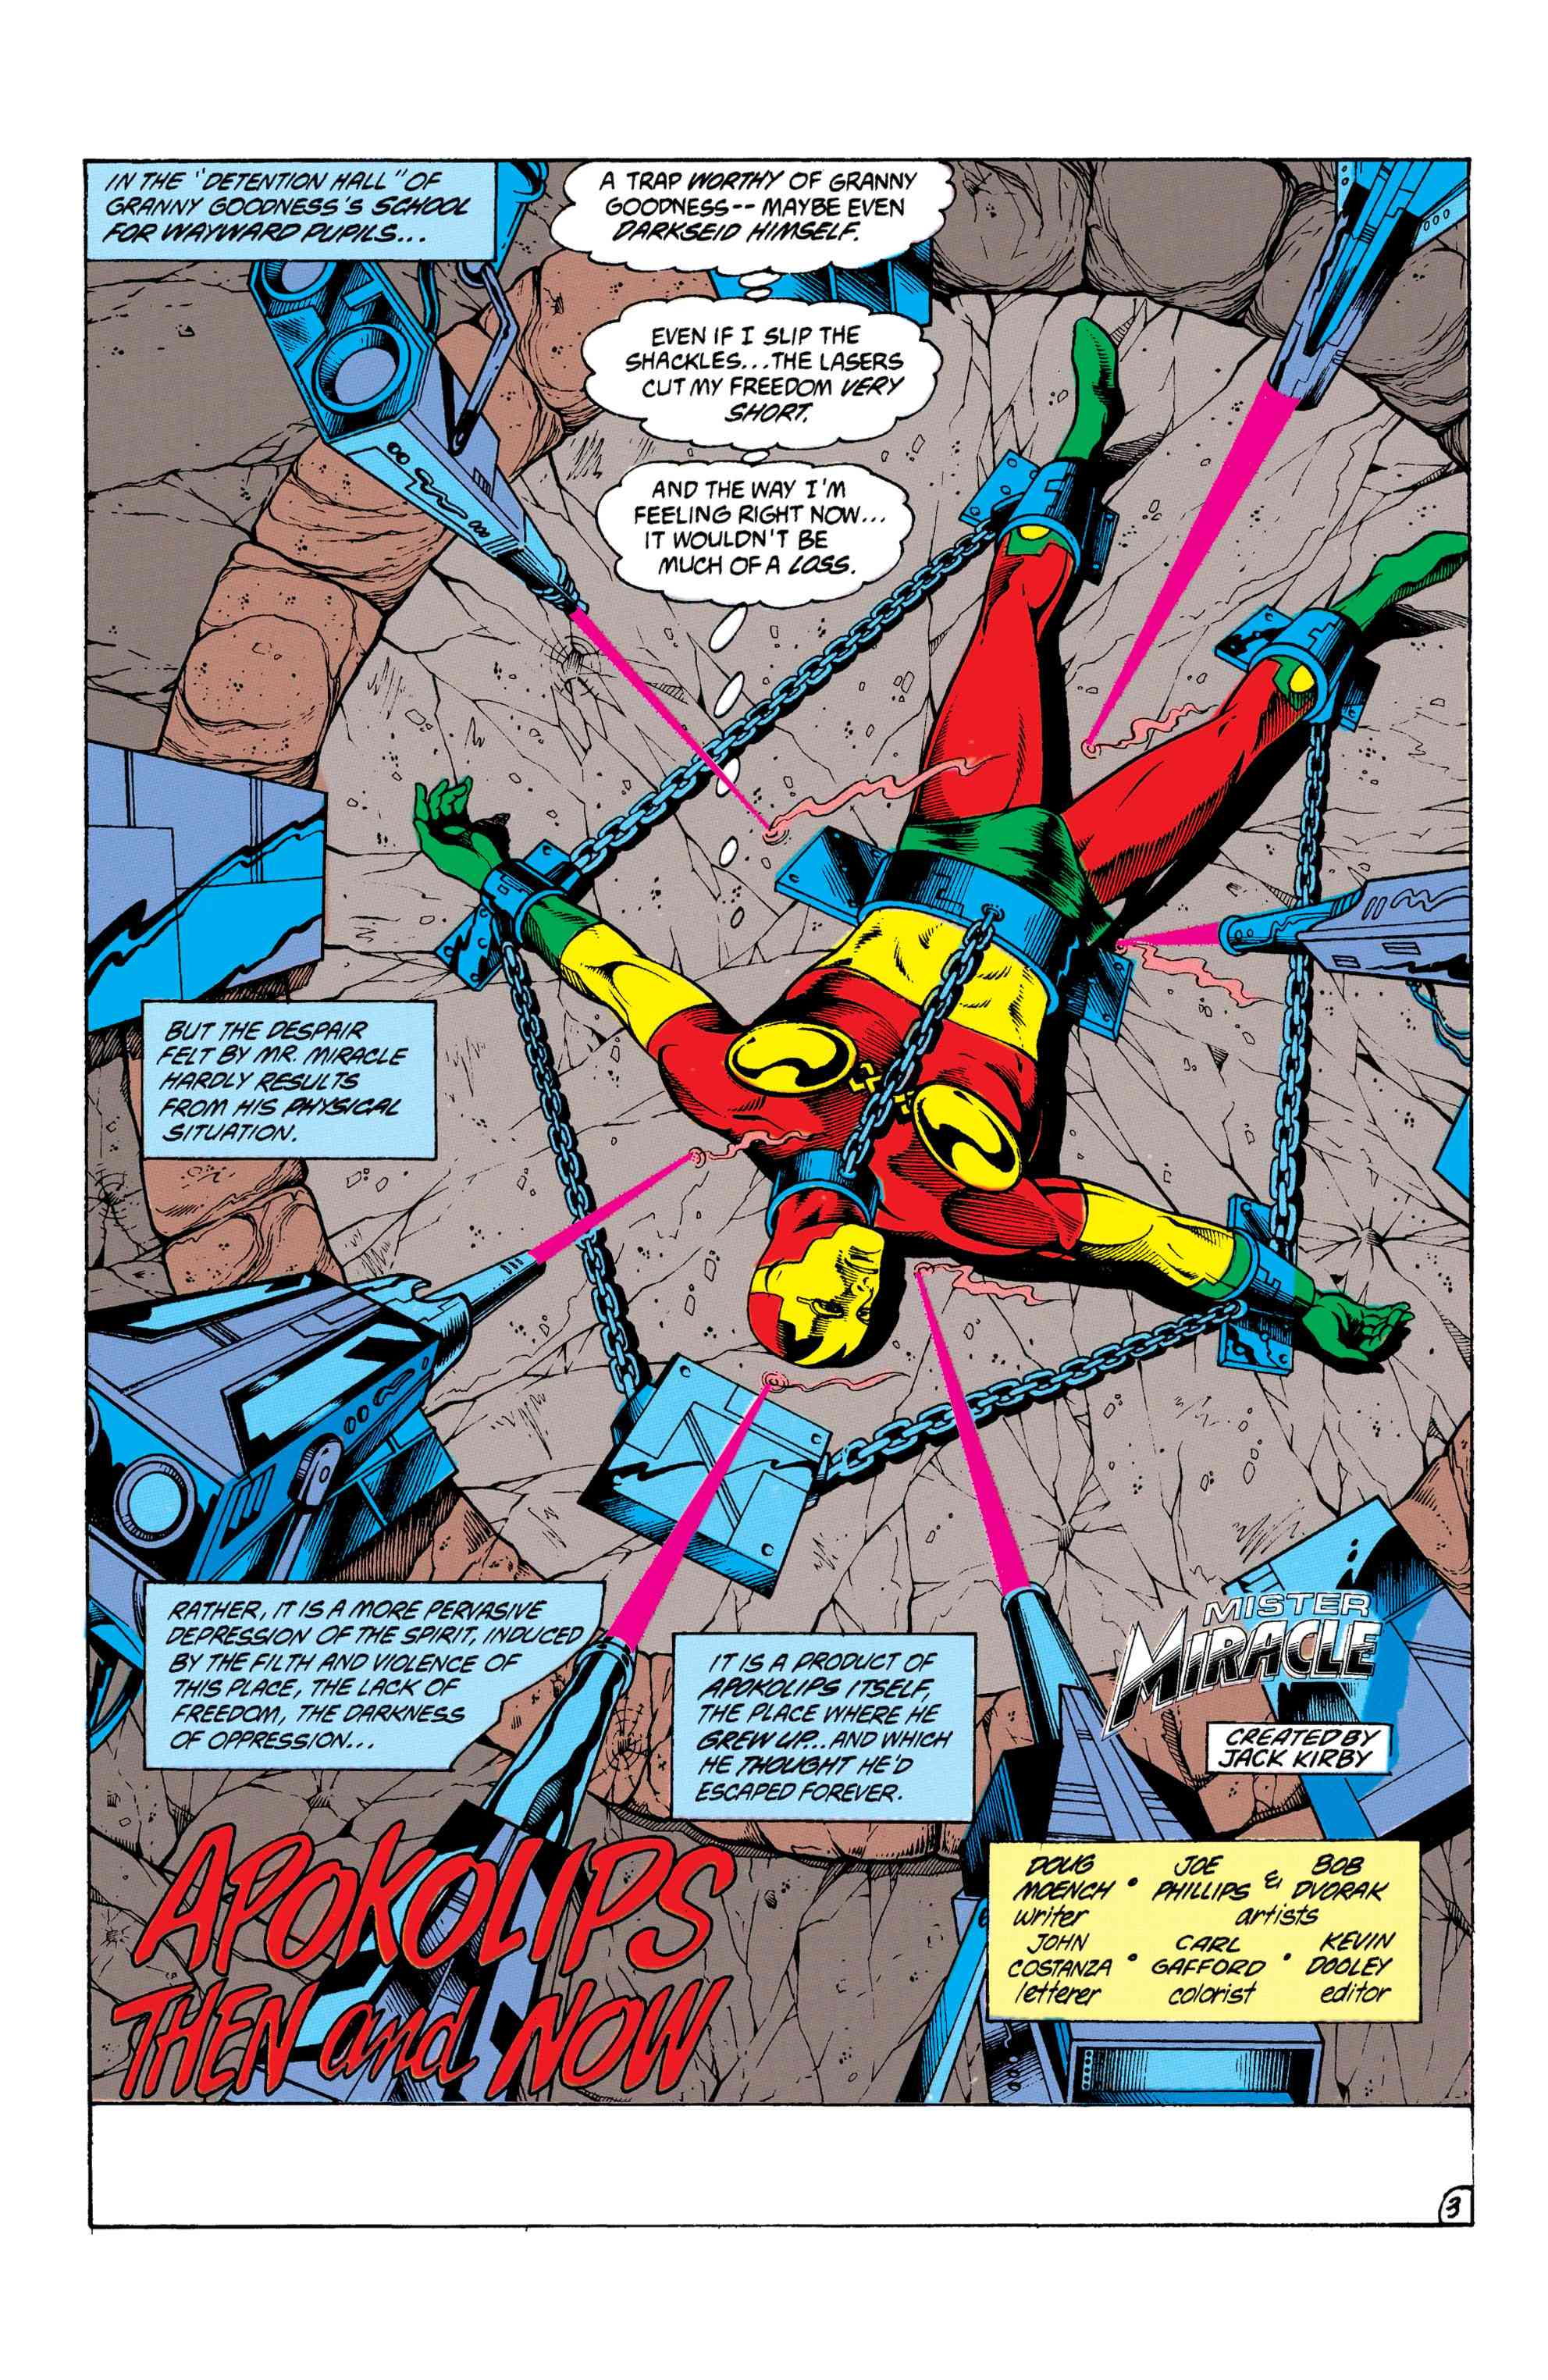 IN THE "DETENTION HALL" OF
GRANNY GOODNESS'S SCHOOL
FOR WAYWARD PUPILS...
A TRAP WORTHY OF GRANNY
GOODNESS-- MAYBE EVEN
DARKSEID HIMSELF.
EVEN IF I SLIP THE
SHACKLES...THE LASERS
CUT MY FREEDOM VERY
SHORT.
AND THE WAY I'M
FEELING RIGHT NOW...
IT WOULDN'T BE
MUCH OF A LOSS.
BUT THE DESPAIR
FELT BY MR. MIRACLE
HARDLY RESULTS
FROM HIS PHYSICAL
SITUATION.
RATHER, IT IS A MORE PERVASIVE
DEPRESSION OF THE SPIRIT, INDUCED
BY THE FILTH AND VIOLENCE OF
THIS PLACE, THE LACK OF
FREEDOM, THE DARKNESS
OF OPPRESSION...
IT IS A PRODUCT OF
APOKOLIPS ITSELF,
THE PLACE WHERE HE
GREW UP...AND WHICH
HE THOUGHT HE'D
ESCAPED FOREVER.
MISTER
MIRACLE
CREATED BY
JACK KIRBY
APOKOLIPS
THEN and NOW
DOUG MOENCH • JOE PHILLIPS & BOB DVORAK
writer artists
JOHN COSTANZA • CARL GAFFORD • KEVIN DOOLEY
letterer colorist editor
3